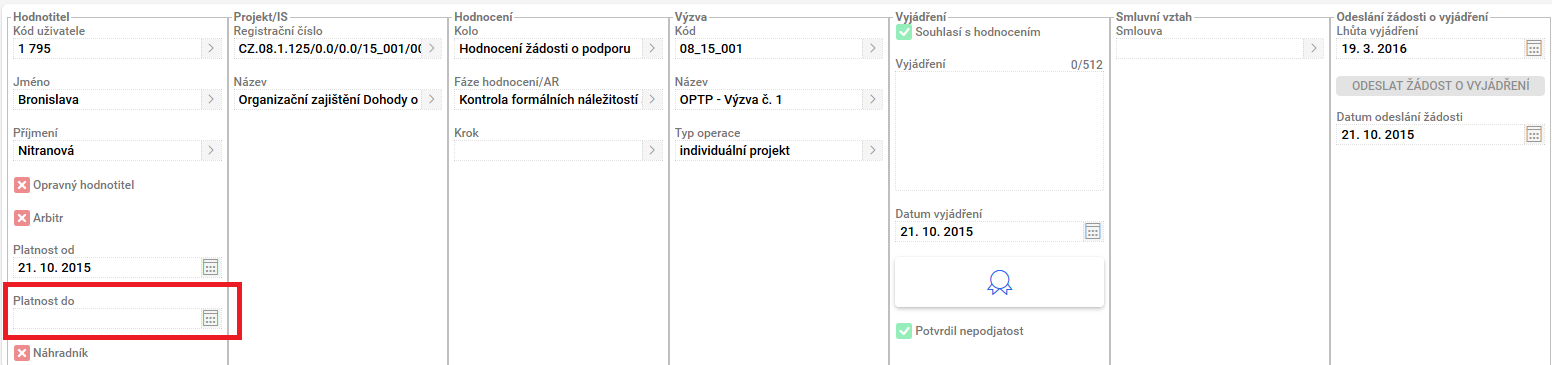 Hodnotitel
Kód uživatele
1 795
Jméno
Bronislava
Příjmení
Nitranová
Opravný hodnotitel
Arbitr
Platnost od
21. 10. 2015
Platnost do
Náhradník
Projekt/IS
Registrační číslo
CZ.08.1.125/0.0/0.0/15_001/00
Název
Organizační zajištění Dohody o
Hodnocení
Kolo
Hodnocení žádosti o podporu
Fáze hodnocení/AR
Kontrola formálních náležitostí
Krok
Výzva
Kód
08_15_001
Název
OPTP - Výzva č. 1
Typ operace
individuální projekt
Vyjádření
Souhlasí s hodnocením
Vyjádření 0/512
Datum vyjádření
21. 10. 2015
Potvrdil nepodjatost
Smluvní vztah
Smlouva
Odeslání žádosti o vyjádření
Lhůta vyjádření
19. 3. 2016
ODESLAT ŽÁDOST O VYJÁDŘENÍ
Datum odeslání žádosti
21. 10. 2015